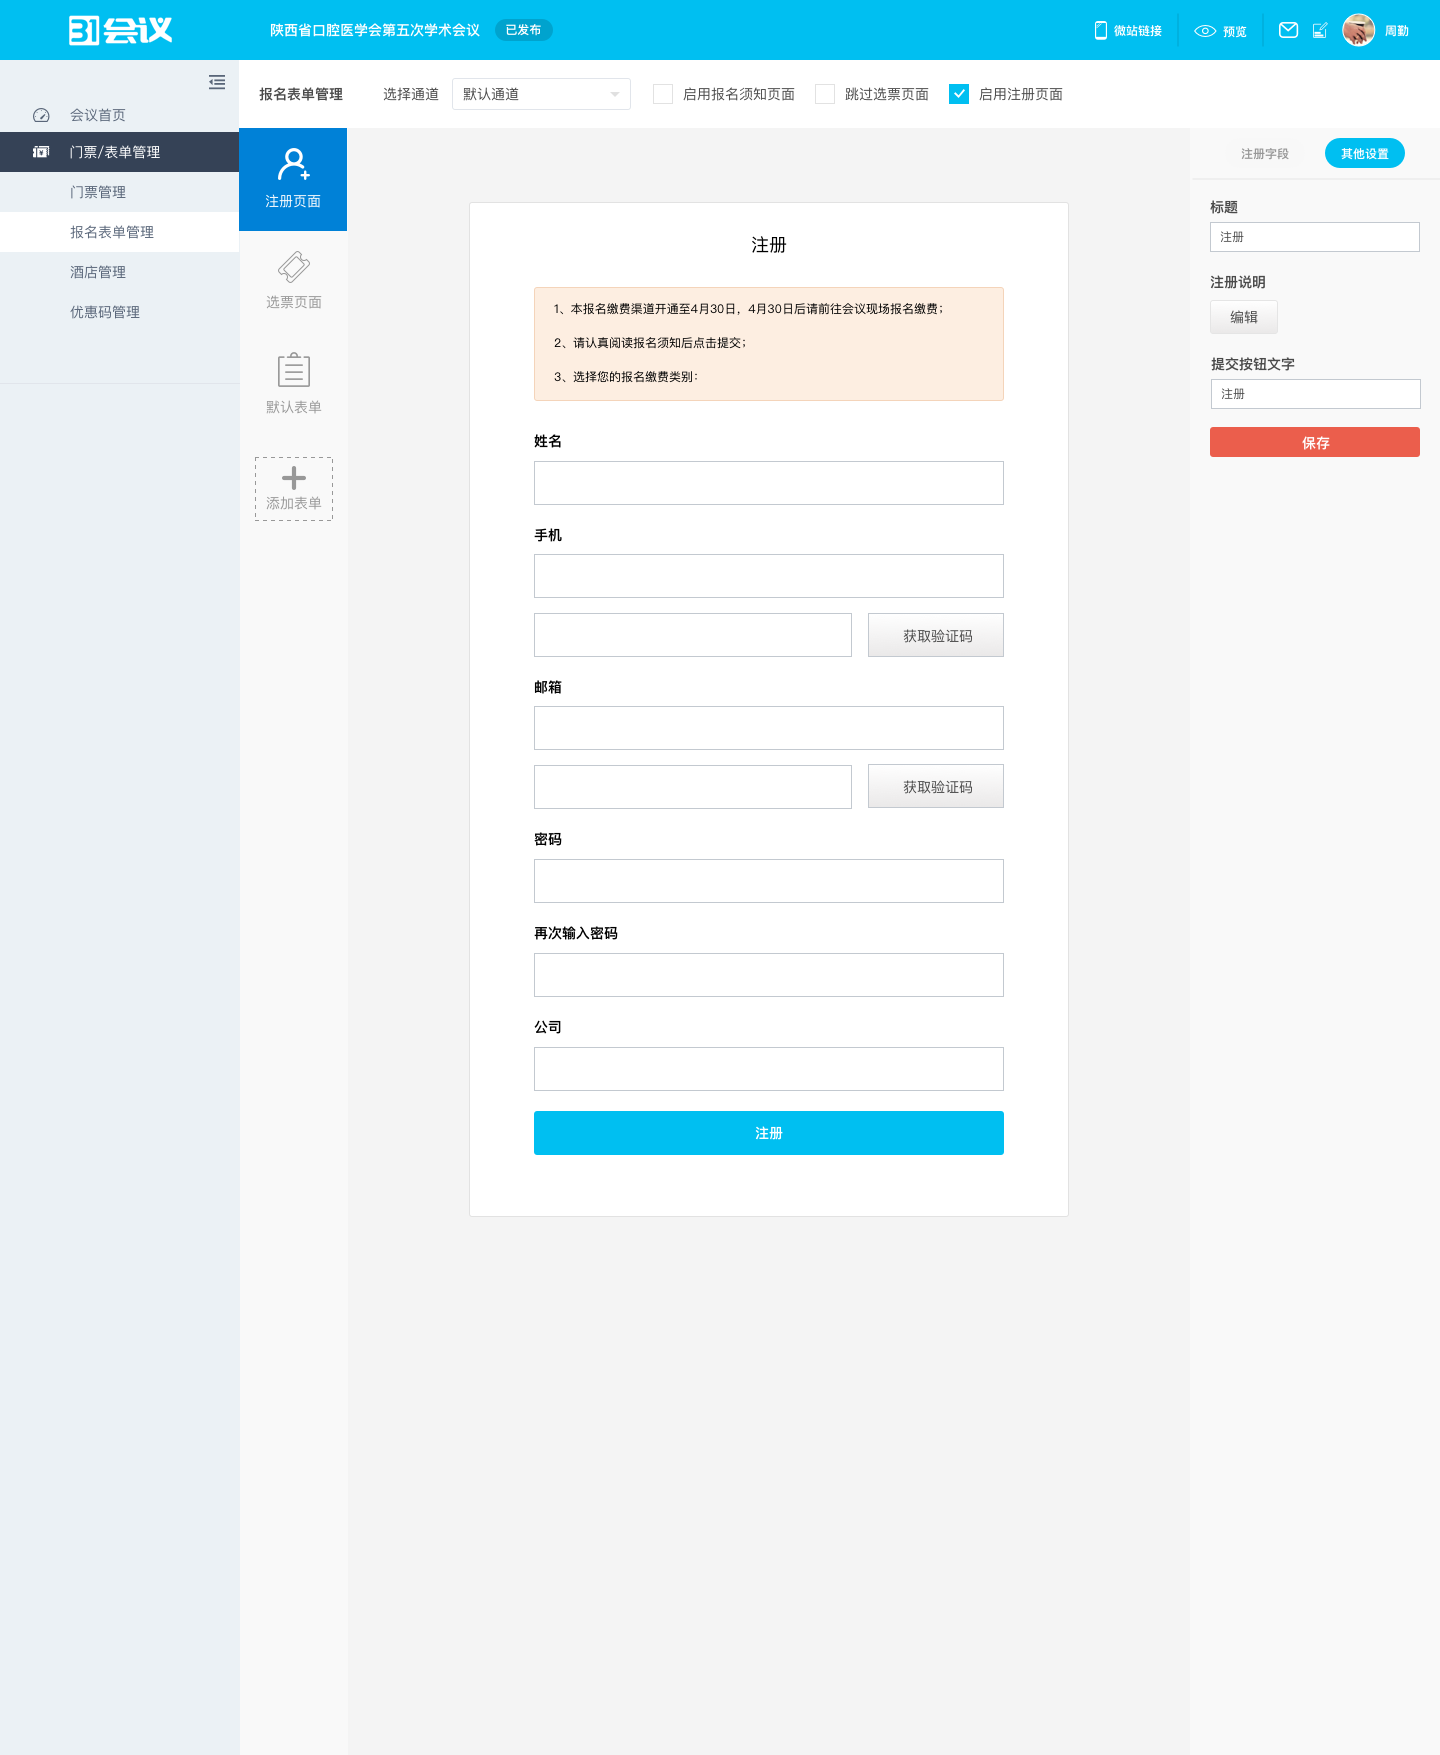 31会议
陕西省口腔医学会第五次学术会议 已发布
微站链接 预览 周勤
会议首页
门票/表单管理
门票管理
报名表单管理
酒店管理
优惠码管理
报名表单管理 选择通道 默认通道 启用报名须知页面 跳过选票页面 启用注册页面
注册页面
选票页面
默认表单
添加表单
注册
1、本报名缴费渠道开通至4月30日，4月30日后请前往会议现场报名缴费；
2、请认真阅读报名须知后点击提交；
3、选择您的报名缴费类别：
姓名
手机
获取验证码
邮箱
获取验证码
密码
再次输入密码
公司
注册
注册字段 其他设置
标题
注册
注册说明
编辑
提交按钮文字
注册
保存